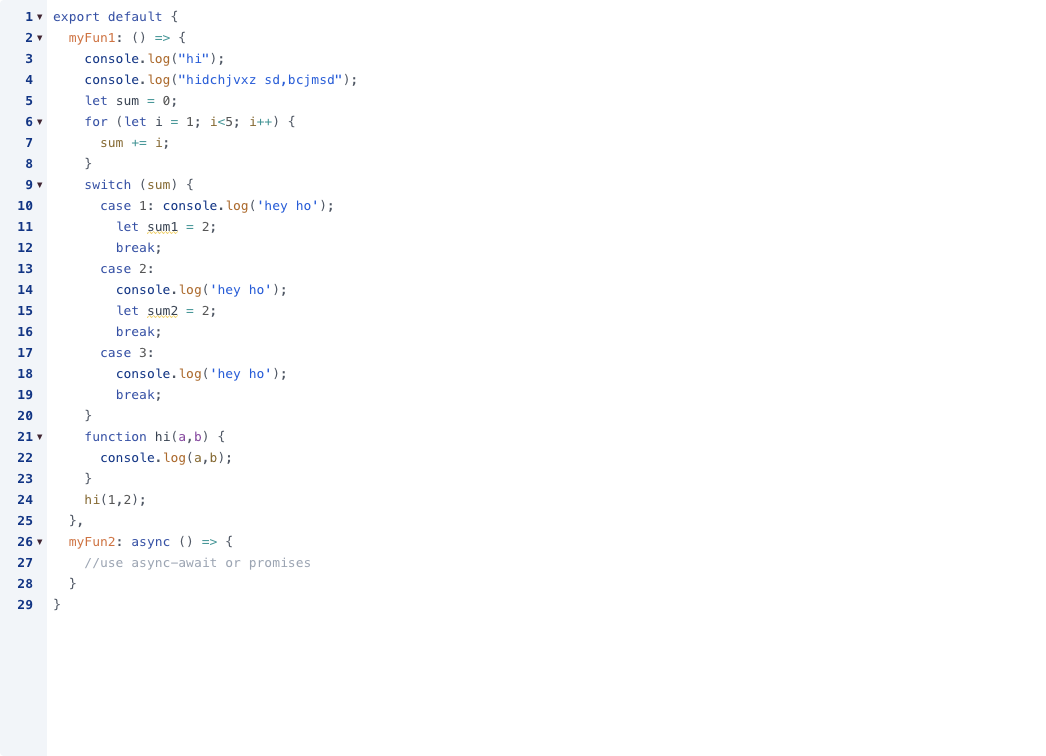 1 export default {
2 myFun1: () => {
3 console.log("hi");
4 console.log("hidchjvxz sd,bcjmsd");
5 let sum = 0;
6 for (let i = 1; i<5; i++) {
7 sum += i;
8 }
9 switch (sum) {
10 case 1: console.log('hey ho');
11 let sum1 = 2;
12 break;
13 case 2:
14 console.log('hey ho');
15 let sum2 = 2;
16 break;
17 case 3:
18 console.log('hey ho');
19 break;
20 }
21 function hi(a,b) {
22 console.log(a,b);
23 }
24 hi(1,2);
25 },
26 myFun2: async () => {
27 //use async-await or promises
28 }
29 }